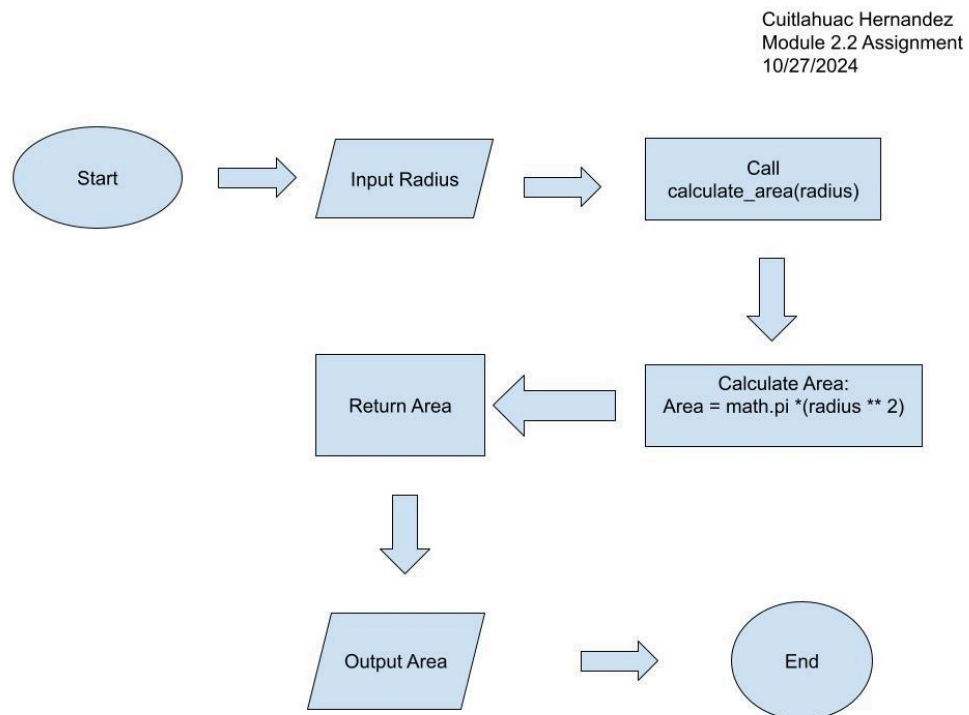 Cuitlahuac Hernandez
Module 2.2 Assignment
10/27/2024
Start
Input Radius
Call
calculate_area(radius)
Calculate Area:
Area = math.pi *(radius ** 2)
Return Area
Output Area
End